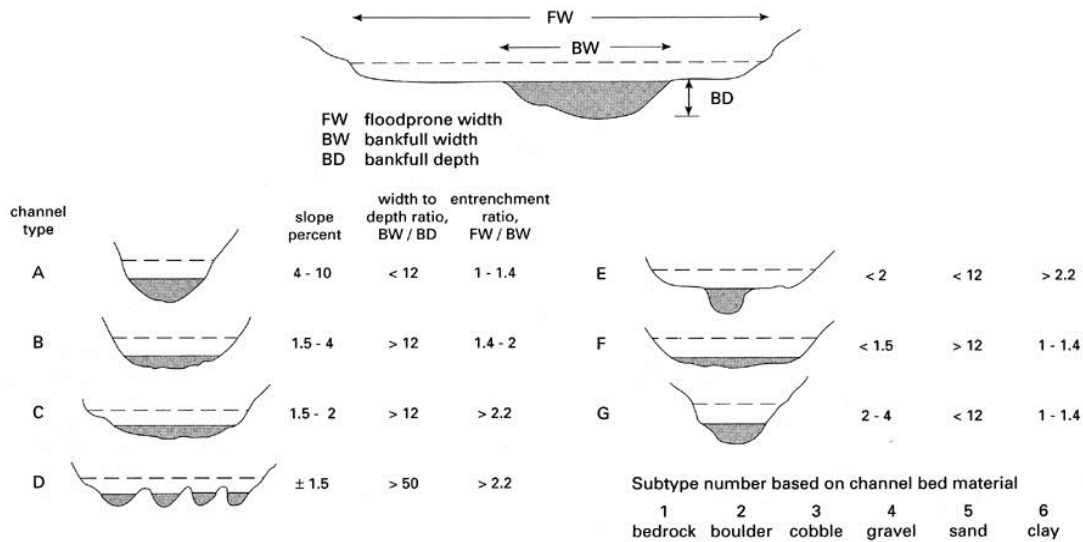 FW
BW
BD
FW floodprone width
BW bankfull width
BD bankfull depth
channel type
slope percent
width to depth ratio, BW / BD
entrenchment ratio, FW / BW
A 4 - 10 < 12 1 - 1.4
B 1.5 - 4 > 12 1.4 - 2
C 1.5 - 2 > 12 > 2.2
D ± 1.5 > 50 > 2.2
E < 2 < 12 > 2.2
F < 1.5 > 12 1 - 1.4
G 2 - 4 < 12 1 - 1.4
Subtype number based on channel bed material
1 2 3 4 5 6
bedrock boulder cobble gravel sand clay